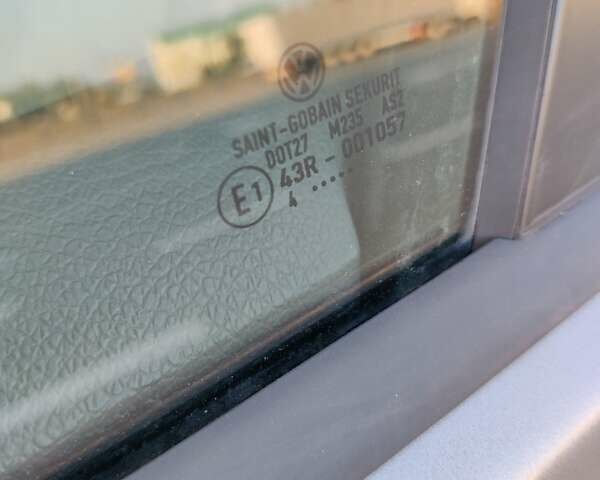 SAINT-GOBAIN SEKURIT
DOT27 M235 AS2
E1 43R - 001057
4 .....